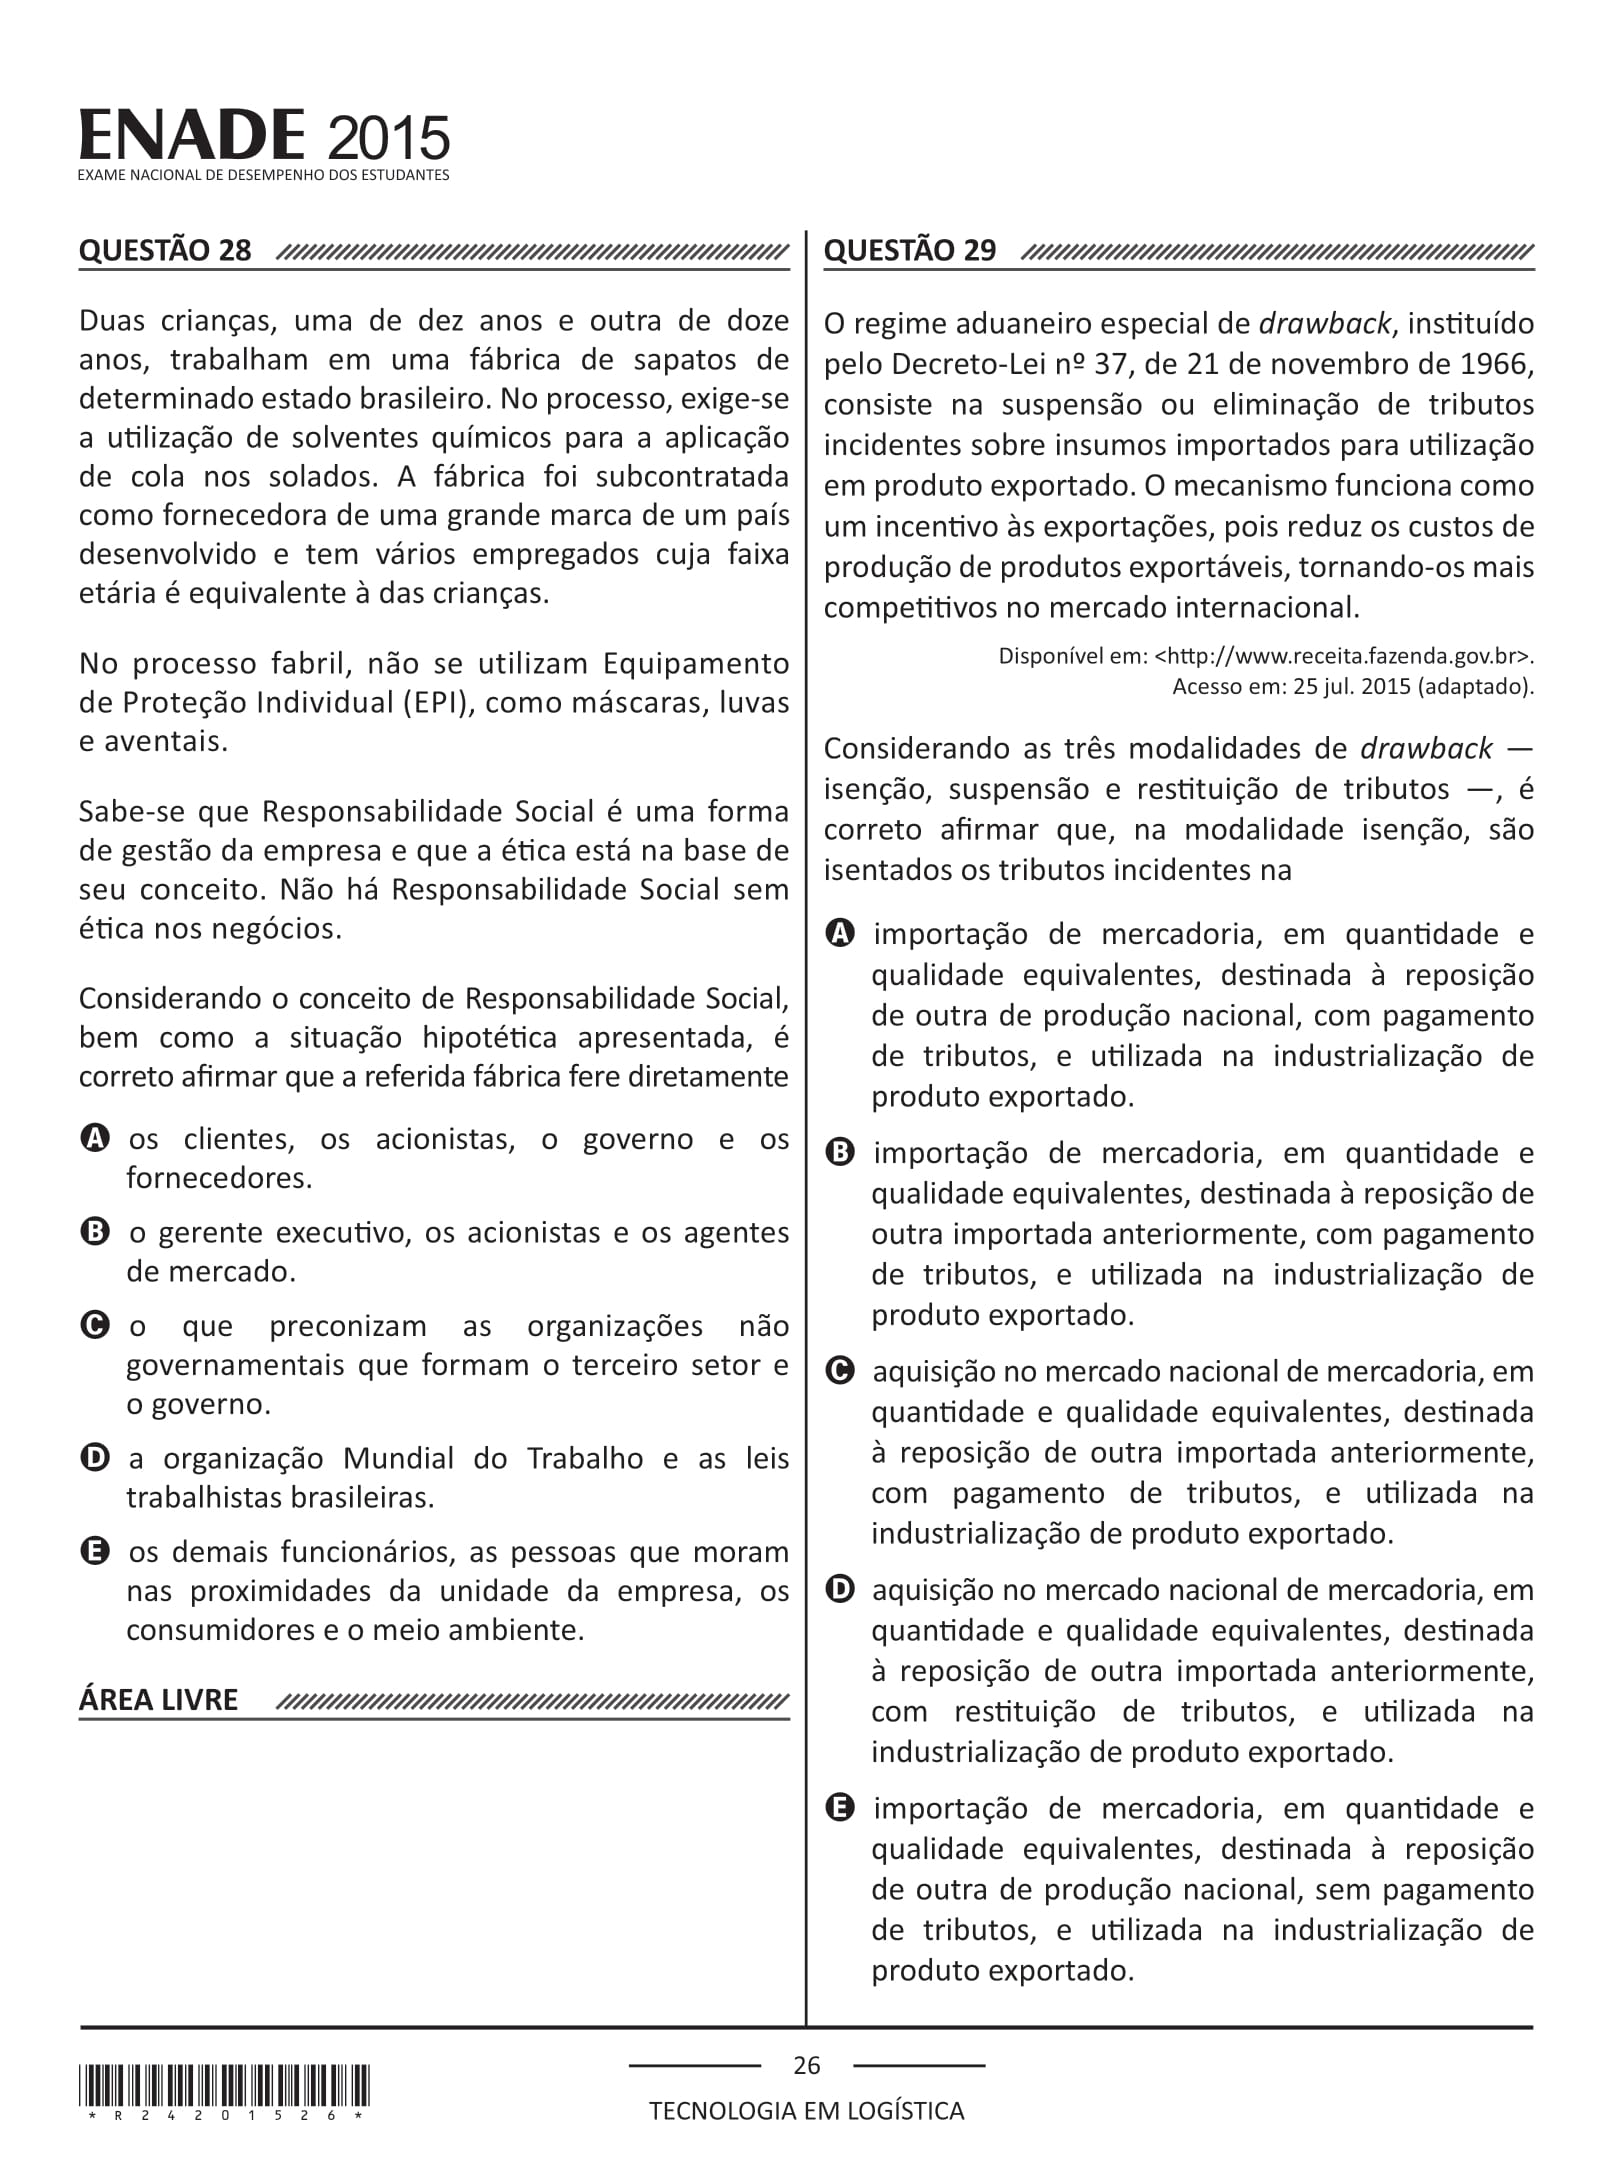 ENADE 2015
EXAME NACIONAL DE DESEMPENHO DOS ESTUDANTES
QUESTÃO 28
Duas crianças, uma de dez anos e outra de doze
anos, trabalham em uma fábrica de sapatos de
determinado estado brasileiro. No processo, exige-se
a utilização de solventes químicos para a aplicação
de cola nos solados. A fábrica foi subcontratada
como fornecedora de uma grande marca de um país
desenvolvido e tem vários empregados cuja faixa
etária é equivalente à das crianças.
No processo fabril, não se utilizam Equipamento
de Proteção Individual (EPI), como máscaras, luvas
e aventais.
Sabe-se que Responsabilidade Social é uma forma
de gestão da empresa e que a ética está na base de
seu conceito. Não há Responsabilidade Social sem
ética nos negócios.
Considerando o conceito de Responsabilidade Social,
bem como a situação hipotética apresentada, é
correto afirmar que a referida fábrica fere diretamente
A os clientes, os acionistas, o governo e os
fornecedores.
B o gerente executivo, os acionistas e os agentes
de mercado.
C o que preconizam as organizações não
governamentais que formam o terceiro setor e
o governo.
D a organização Mundial do Trabalho e as leis
trabalhistas brasileiras.
E os demais funcionários, as pessoas que moram
nas proximidades da unidade da empresa, os
consumidores e o meio ambiente.
ÁREA LIVRE
QUESTÃO 29
O regime aduaneiro especial de drawback, instituído
pelo Decreto-Lei nº 37, de 21 de novembro de 1966,
consiste na suspensão ou eliminação de tributos
incidentes sobre insumos importados para utilização
em produto exportado. O mecanismo funciona como
um incentivo às exportações, pois reduz os custos de
produção de produtos exportáveis, tornando-os mais
competitivos no mercado internacional.
Disponível em: <http://www.receita.fazenda.gov.br>.
Acesso em: 25 jul. 2015 (adaptado).
Considerando as três modalidades de drawback —
isenção, suspensão e restituição de tributos —, é
correto afirmar que, na modalidade isenção, são
isentados os tributos incidentes na
A importação de mercadoria, em quantidade e
qualidade equivalentes, destinada à reposição
de outra de produção nacional, com pagamento
de tributos, e utilizada na industrialização de
produto exportado.
B importação de mercadoria, em quantidade e
qualidade equivalentes, destinada à reposição de
outra importada anteriormente, com pagamento
de tributos, e utilizada na industrialização de
produto exportado.
C aquisição no mercado nacional de mercadoria, em
quantidade e qualidade equivalentes, destinada
à reposição de outra importada anteriormente,
com pagamento de tributos, e utilizada na
industrialização de produto exportado.
D aquisição no mercado nacional de mercadoria, em
quantidade e qualidade equivalentes, destinada
à reposição de outra importada anteriormente,
com restituição de tributos, e utilizada na
industrialização de produto exportado.
E importação de mercadoria, em quantidade e
qualidade equivalentes, destinada à reposição
de outra de produção nacional, sem pagamento
de tributos, e utilizada na industrialização de
produto exportado.
*R24201526*
26
TECNOLOGIA EM LOGÍSTICA